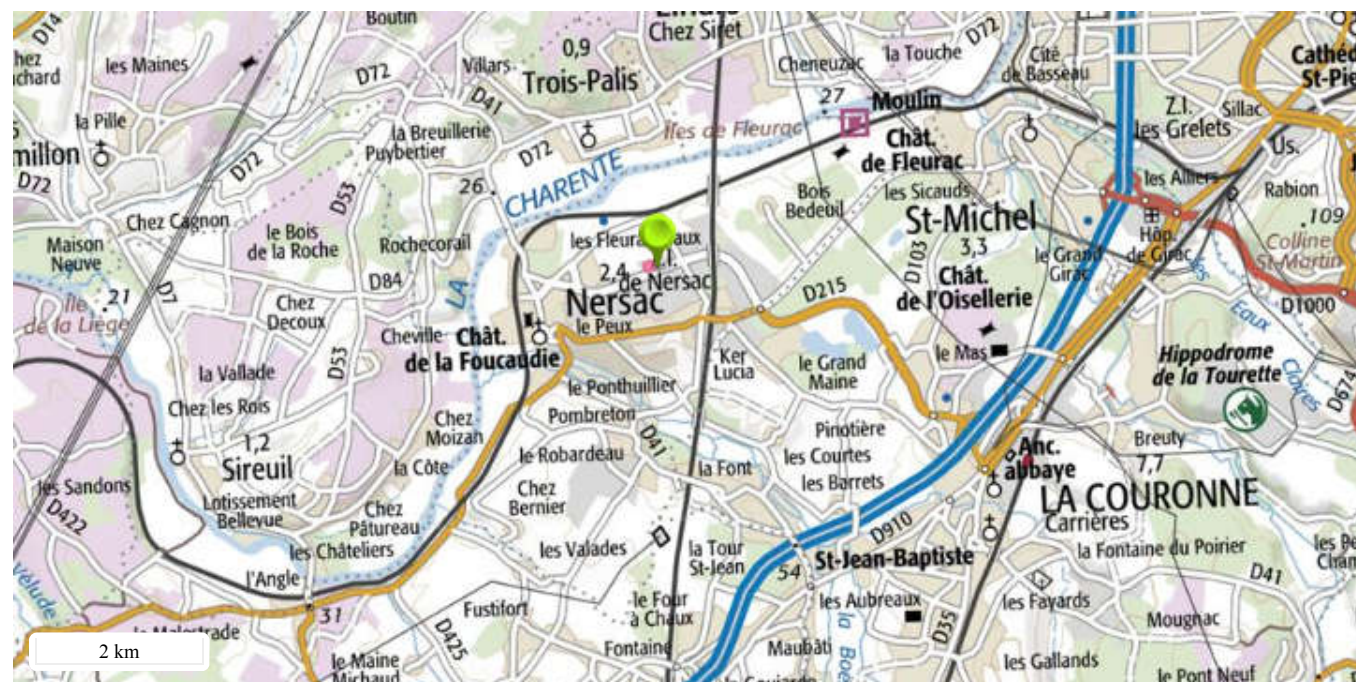 D14
Boutin
Chez Siret
0,9
la Touche
D72
Cité
de Basseau
Cathéd
St-Pie
les Maines
D72
Villars
Trois-Palis
Cheneuzac
D41
27
Moulin
Z.I.
les Grelets
Sillac
la Pille
la Breuillerie
Puybertier
D72
Îles de Fleurac
Chât.
de Fleurac
Us.
D72
D72
26
CHARENTE
D53
Bois
Bedeuil
les Sicauds
les Alliers
Rabion
Chez Cagnon
le Bois
de la Roche
Rochecorail
St-Michel
3,3
109
Maison
Neuve
Hôp.
de Girac
le Grand
Girac
Colline
St-Martin
2,4
de Nersac
D103
D84
Nersac
D215
Chât.
de l'Oisellerie
les
Eaux
Claires
D1000
21
Île
de la Liège
D7
Chez
Decoux
LA
Cheville
Chât.
de la Foucaudie
le Peux
le Mas
Hippodrome
de la Tourette
D53
Ker
Lucia
le Grand
Maine
la Vallade
le Ponthuillier
D674
Chez les Rois
Chez
Moizan
Pombreton
Pinotière
Breuty
1,2
Sireuil
D41
le Robardeau
les Courtes
Anc.
abbaye
7,7
la Côte
la Font
les Barrets
les Sandons
LA COURONNE
D422
Lotissement
Bellevue
Chez
Pâtureau
Chez
Bernier
D910
Carrières
les Châteliers
les Valades
la Tour
St-Jean
St-Jean-Baptiste
la Fontaine du Poirier
l'Angle
54
D41
31
Fustifort
le Four
à Chaux
les Aubreaux
les Fayards
Mougnac
D425
D35
2 km
le Maine
Michaud
Fontaine
Maubâti
les Gallands
le Pont Neuf